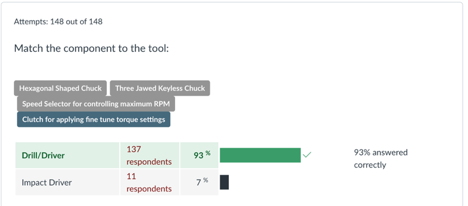 Attempts: 148 out of 148
Match the component to the tool:
Hexagonal Shaped Chuck Three Jawed Keyless Chuck
Speed Selector for controlling maximum RPM
Clutch for applying fine tune torque settings
Drill/Driver 137 respondents 93 % 93% answered correctly
Impact Driver 11 respondents 7 %